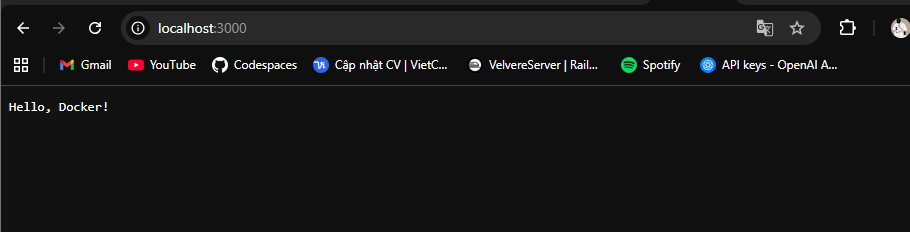 localhost:3000
Gmail YouTube Codespaces Cập nhật CV | VietC... VelvereServer | Rail... Spotify API keys - OpenAI A...
Hello, Docker!